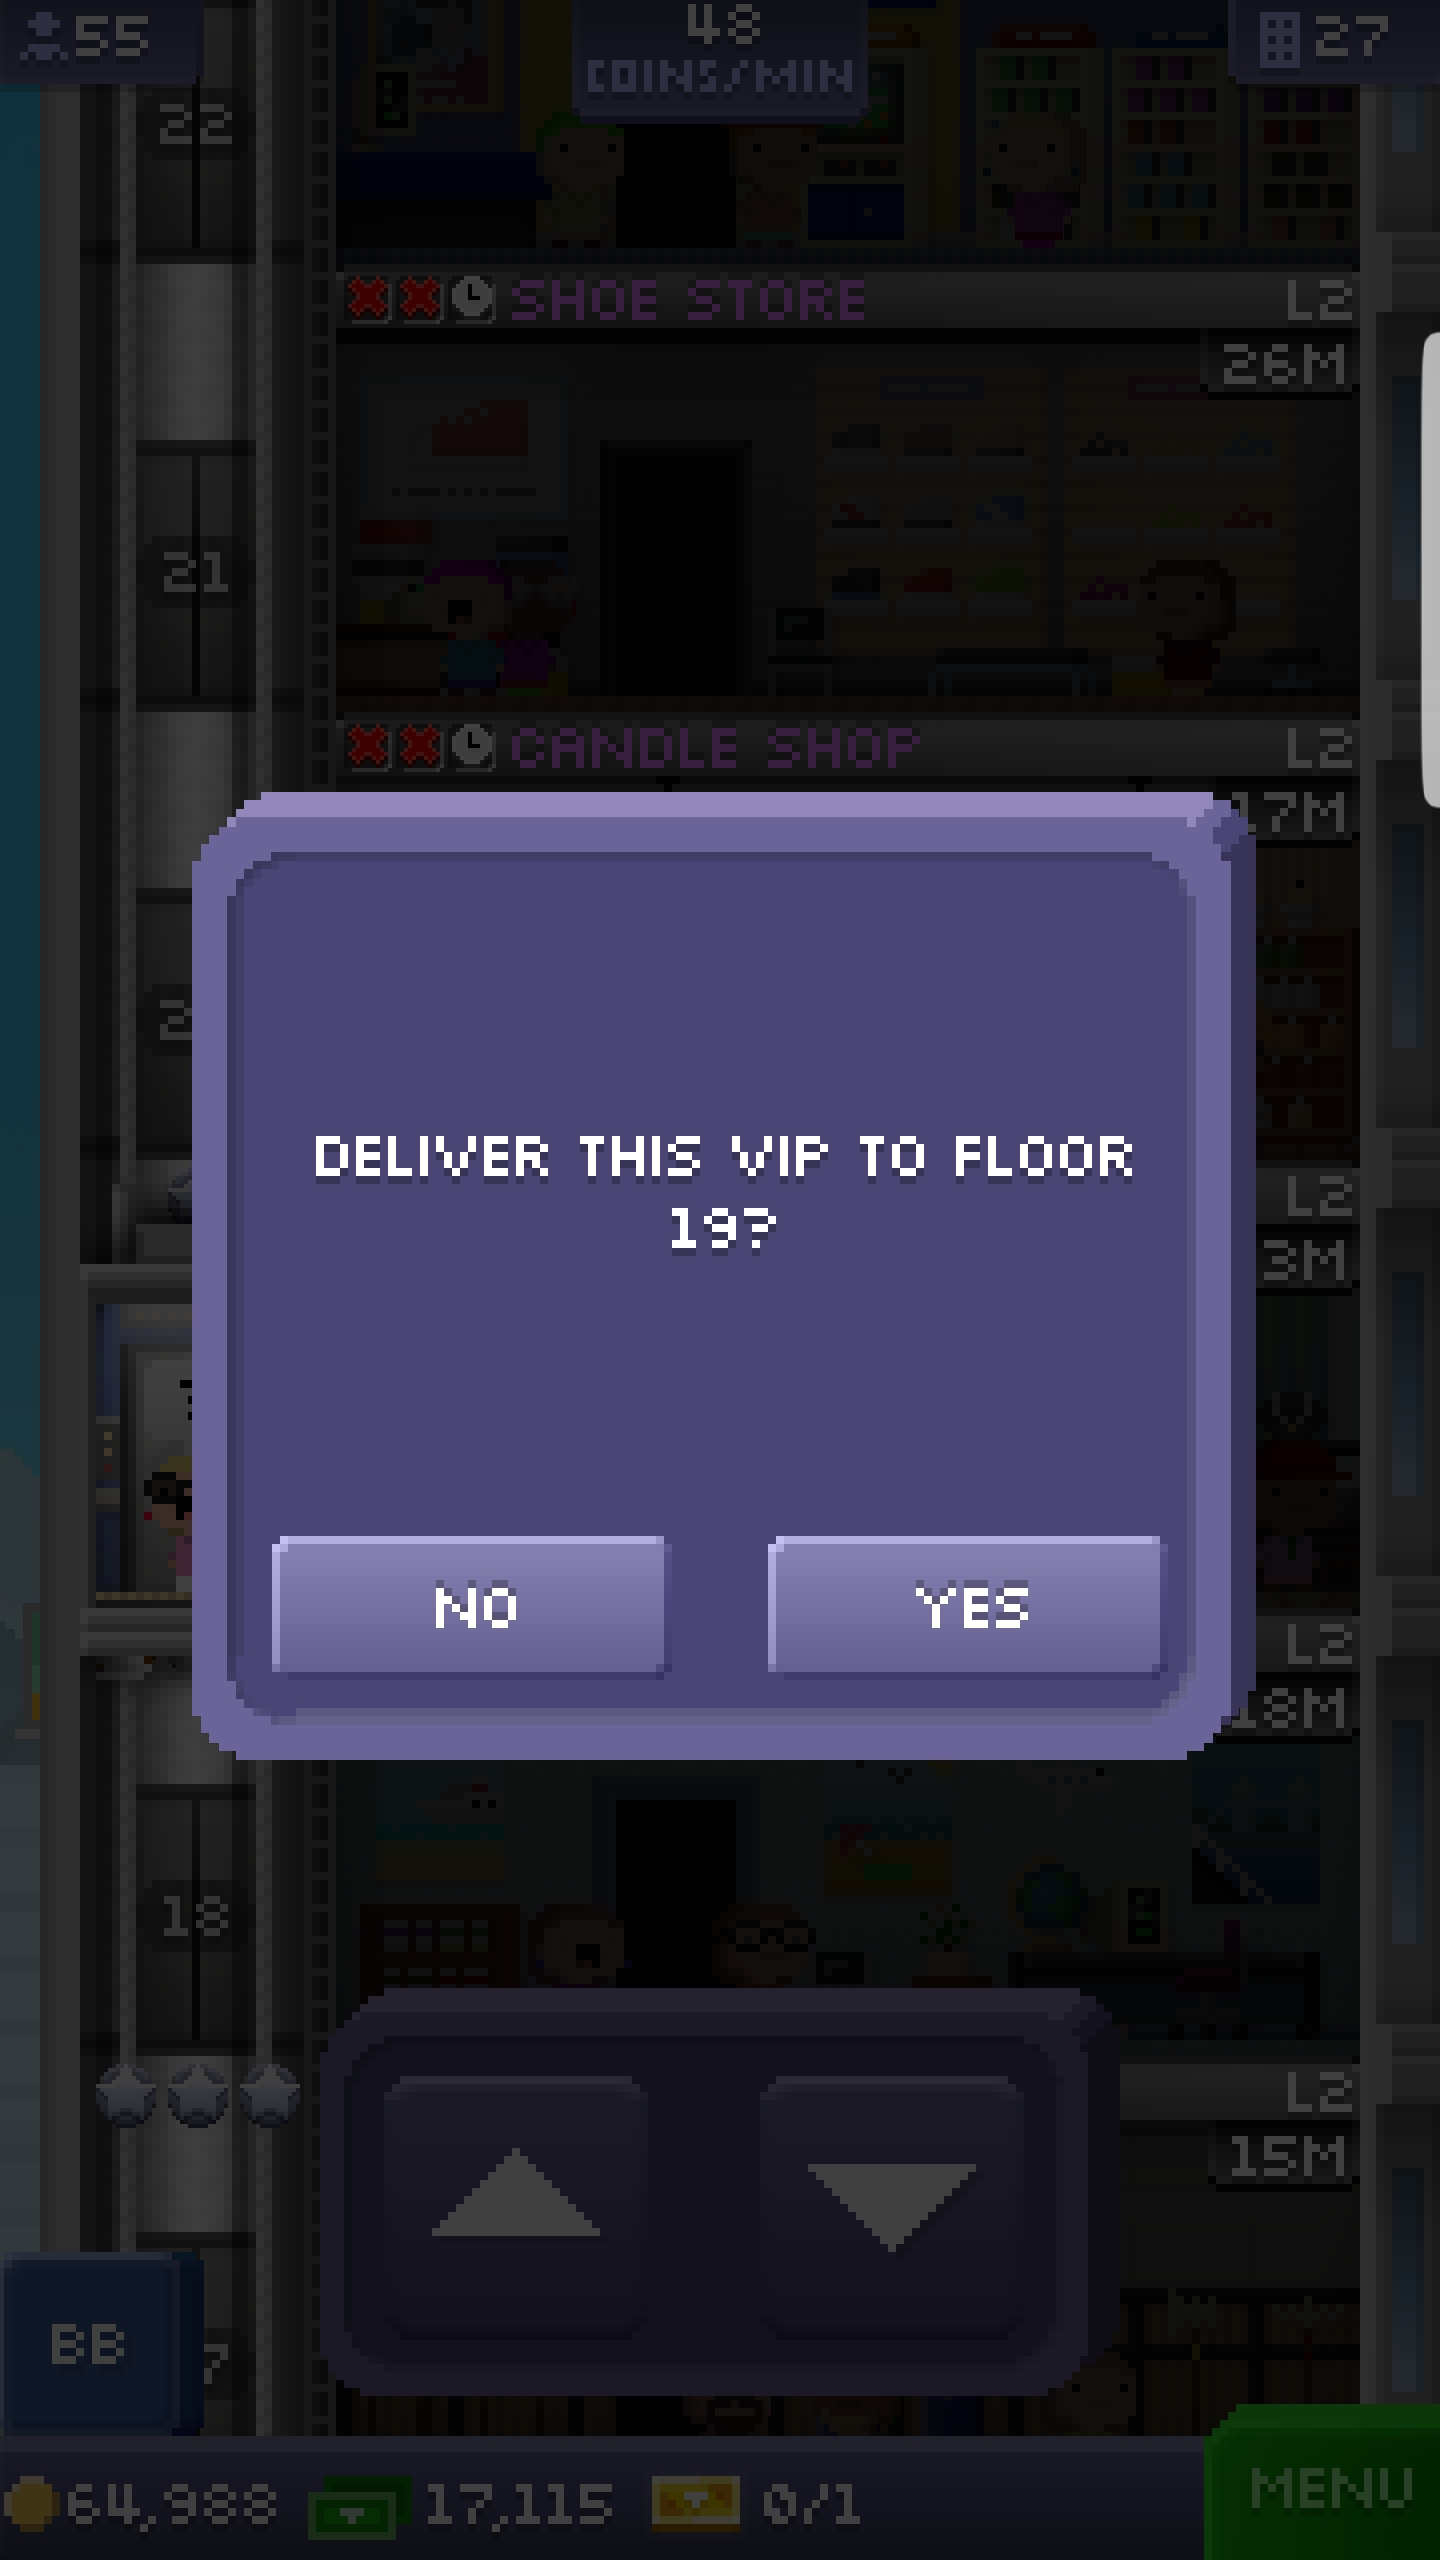 55
48
COINS/MIN
27
22
SHOE STORE L2
26M
21
CANDLE SHOP L2
17M
L2
3M
DELIVER THIS VIP TO FLOOR
19?
NO YES
L2
18M
18
L2
15M
BB
7
64,988 17,115 0/1
MENU